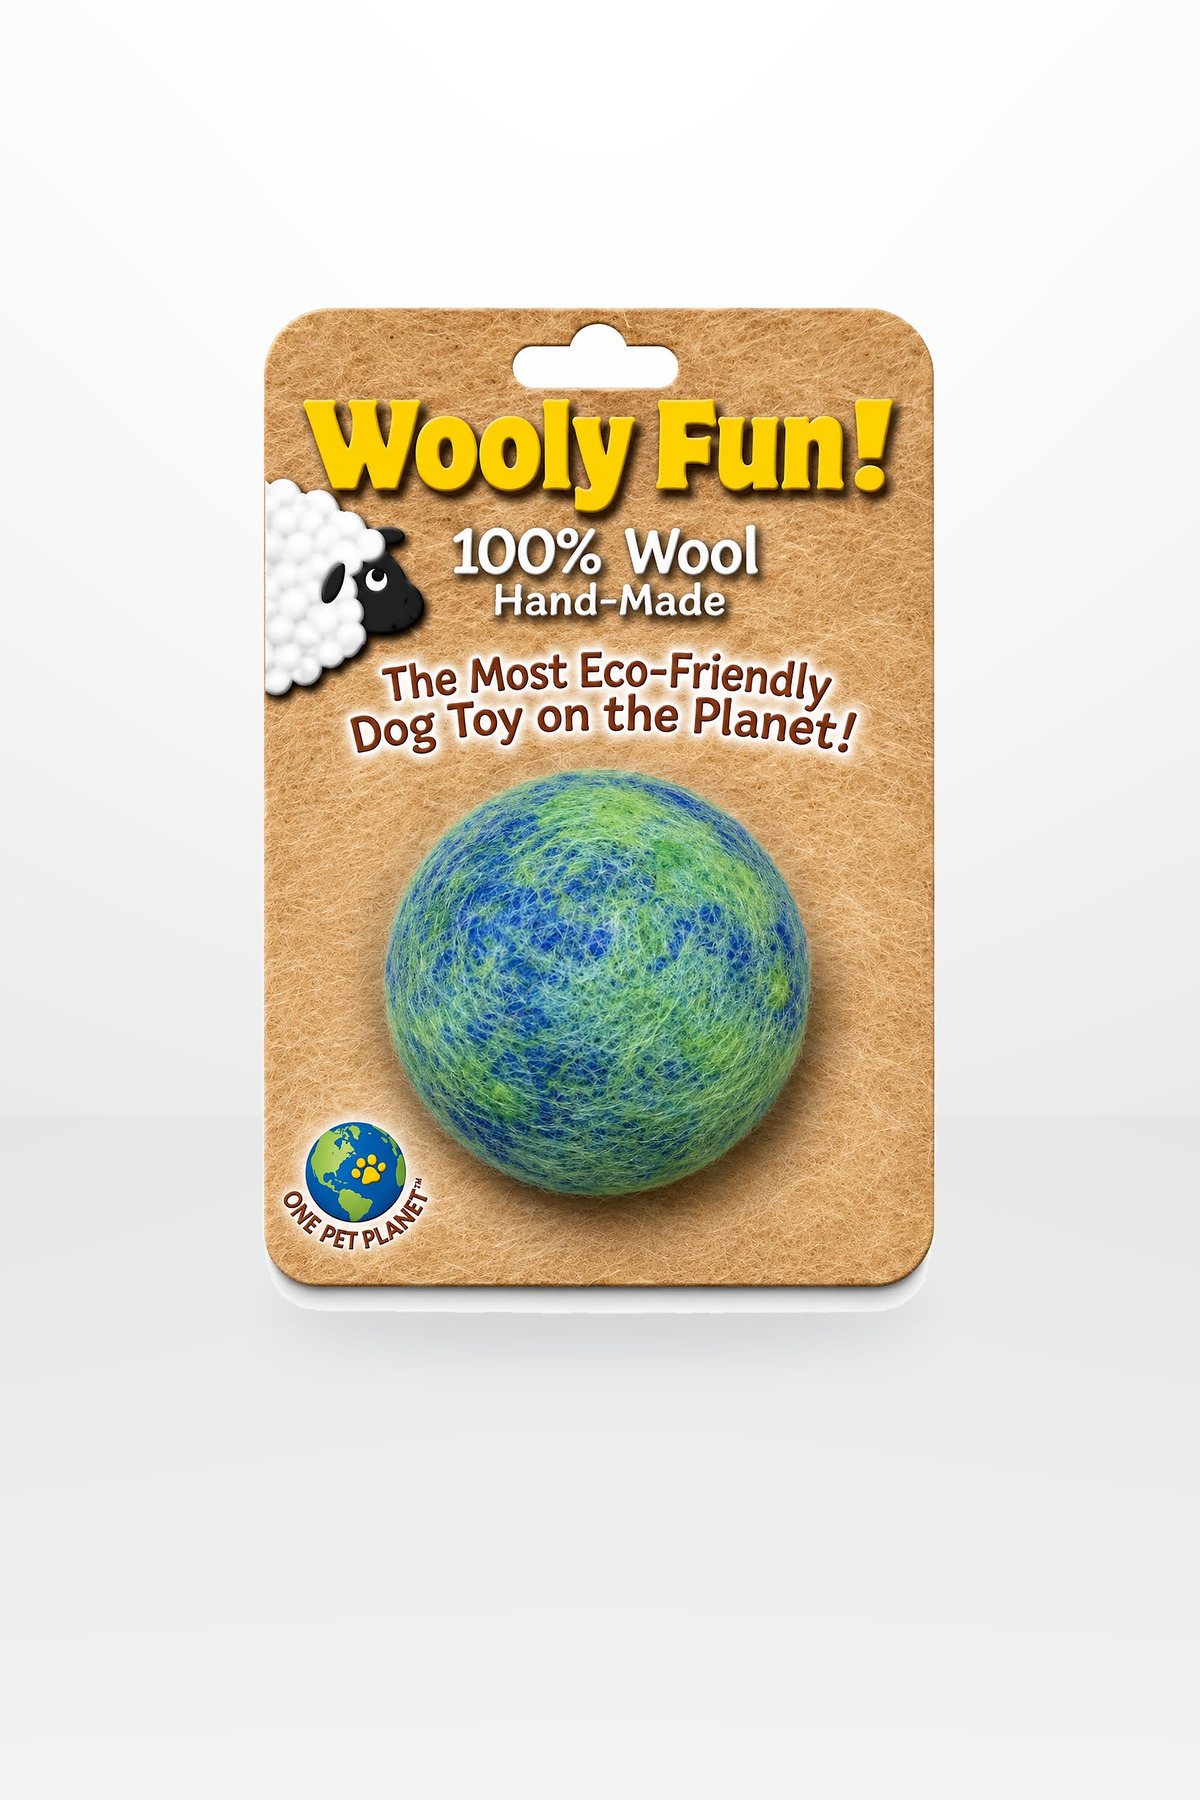 Wooly Fun!
100% Wool
Hand-Made
The Most Eco-Friendly
Dog Toy on the Planet!
ONE PET PLANET™